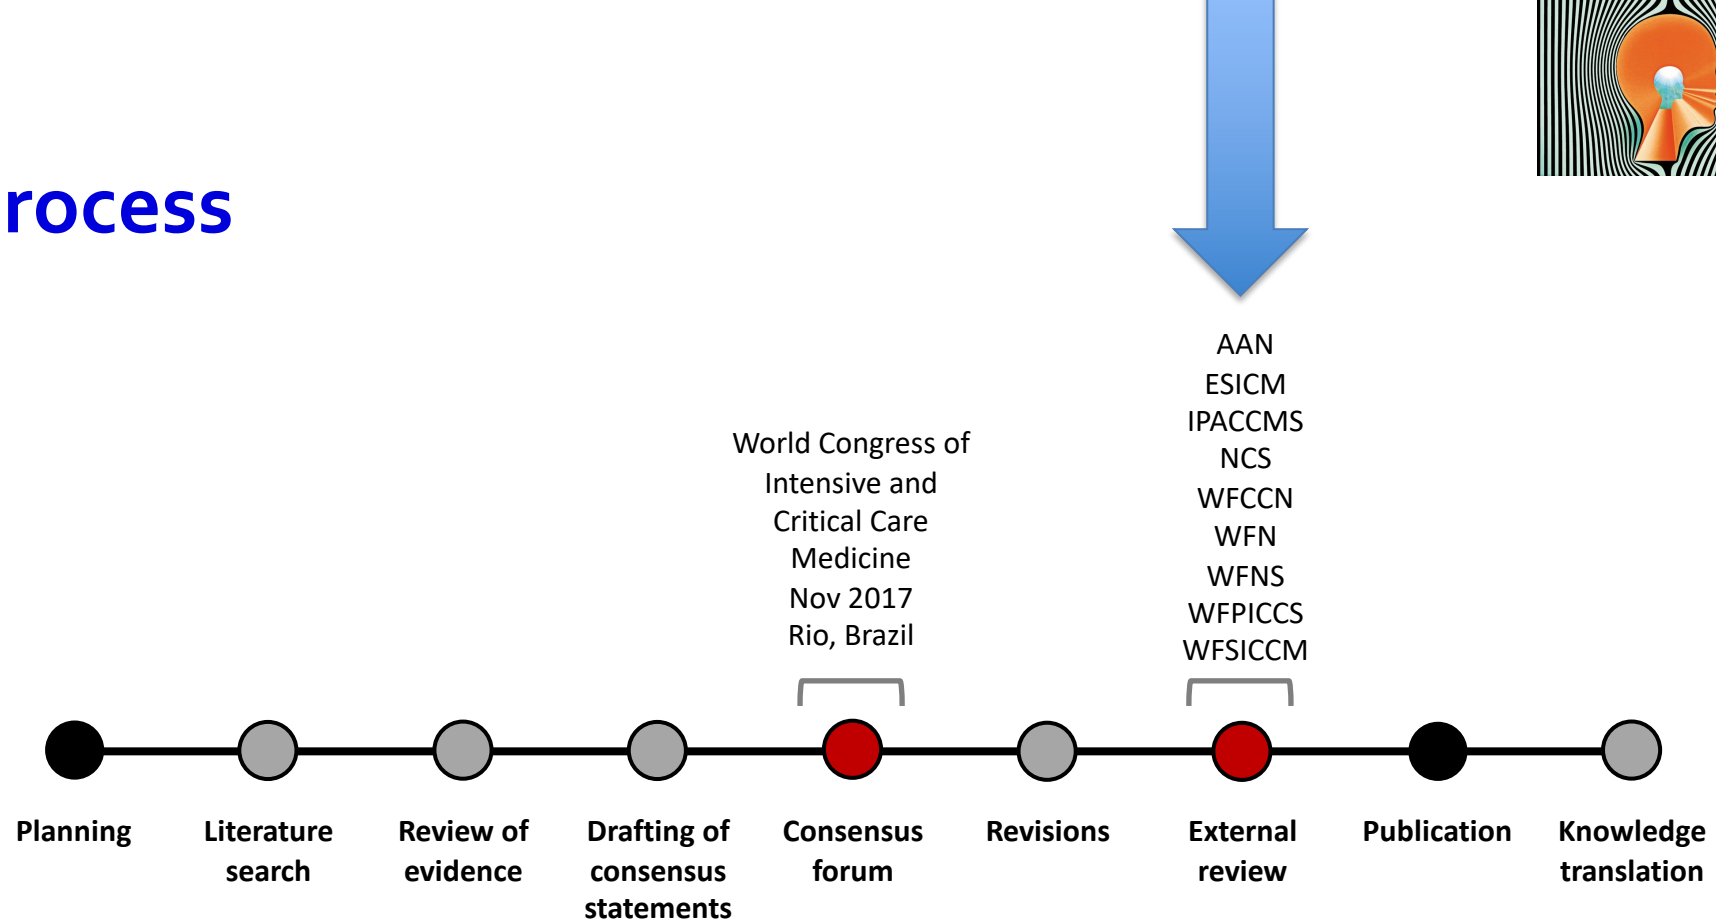 rocess
AAN
ESICM
IPACCMS
NCS
WFCCN
WFN
WFNS
WFPICCS
WFSICCM
World Congress of
Intensive and
Critical Care
Medicine
Nov 2017
Rio, Brazil
Planning
Literature
search
Review of
evidence
Drafting of
consensus
statements
Consensus
forum
Revisions
External
review
Publication
Knowledge
translation